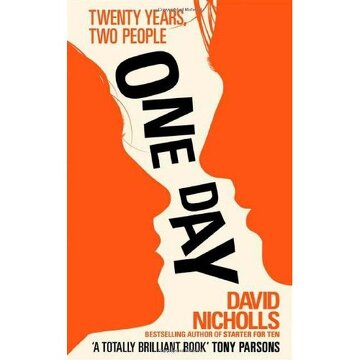 TWENTY YEARS,
TWO PEOPLE
ONE DAY
DAVID
NICHOLLS
BESTSELLING AUTHOR OF STARTER FOR TEN
'A TOTALLY BRILLIANT BOOK' TONY PARSONS